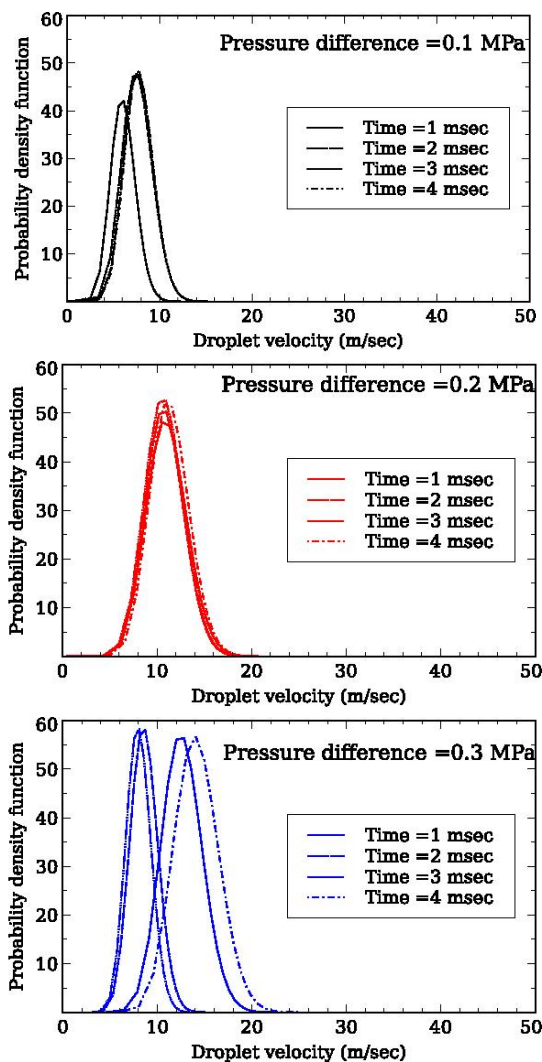 Pressure difference =0.1 MPa
Probability density function
60
50
40
30
20
10
Time =1 msec
Time =2 msec
Time =3 msec
Time =4 msec
0 10 20 30 40 50
Droplet velocity (m/sec)
Pressure difference =0.2 MPa
Probability density function
60
50
40
30
20
10
Time =1 msec
Time =2 msec
Time =3 msec
Time =4 msec
0 10 20 30 40 50
Droplet velocity (m/sec)
Pressure difference =0.3 MPa
Probability density function
60
50
40
30
20
10
Time =1 msec
Time =2 msec
Time =3 msec
Time =4 msec
0 10 20 30 40 50
Droplet velocity (m/sec)